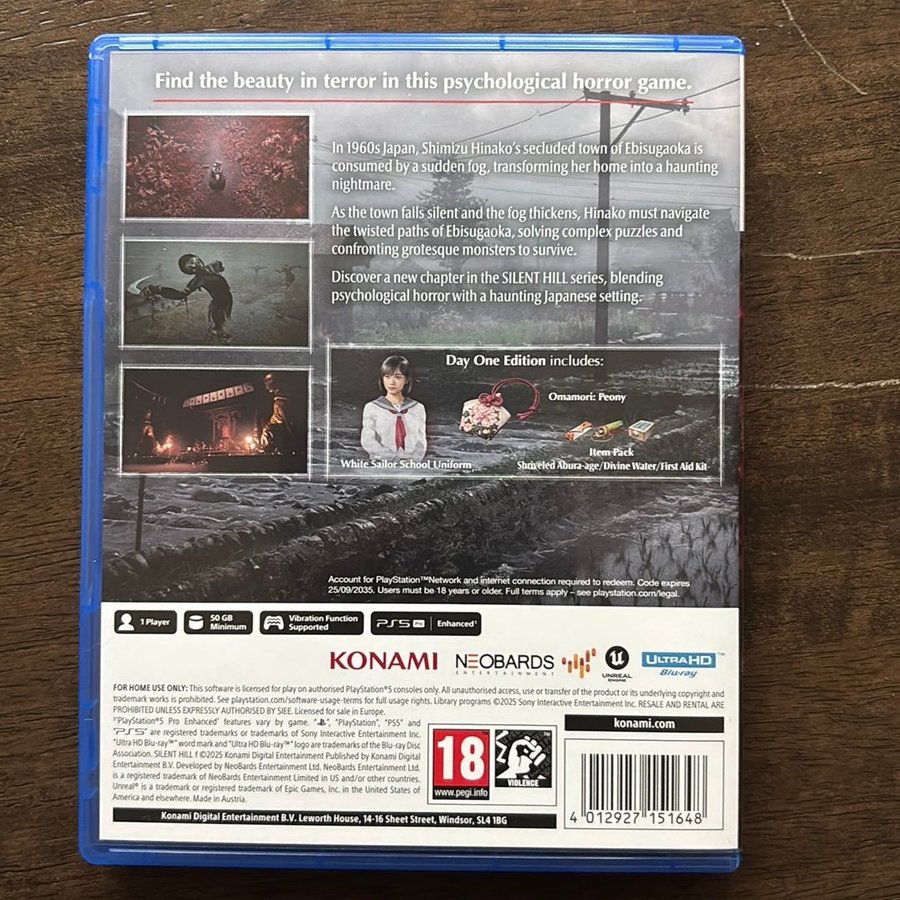 Find the beauty in terror in this psychological horror game.
In 1960s Japan, Shimizu Hinako's secluded town of Ebisugaoka is
consumed by a sudden fog, transforming her home into a haunting
nightmare.
As the town falls silent and the fog thickens, Hinako must navigate
the twisted paths of Ebisugaoka, solving complex puzzles and
confronting grotesque monsters to survive.
Discover a new chapter in the SILENT HILL series, blending
psychological horror with a haunting Japanese setting.
Day One Edition includes:
Omamori: Peony
White Sailor School Uniform
Item Pack
Shriveled Abura-age/Divine Water/First Aid Kit
Account for PlayStation™Network and internet connection required to redeem. Code expires
25/09/2035. Users must be 18 years or older. Full terms apply – see playstation.com/legal.
1 Player
50 GB
Minimum
Vibration Function
Supported
PS5 Pro Enhanced¹
KONAMI
NEOBARDS
ENTERTAINMENT
UNREAL
ENGINE
ULTRA HD
Blu-ray™
FOR HOME USE ONLY: This software is licensed for play on authorised PlayStation®5 consoles only. All unauthorised access, use or transfer of the product or its underlying copyright and
trademark works is prohibited. See playstation.com/software-usage-terms for full usage rights. Library programs ©2025 Sony Interactive Entertainment Inc. RESALE AND RENTAL ARE
PROHIBITED UNLESS EXPRESSLY AUTHORISED BY SIEE. Licensed for sale in Europe.
¹"PlayStation®5 Pro Enhanced" features vary by game. "PS", "PlayStation", "PS5" and
"PS5" are registered trademarks or trademarks of Sony Interactive Entertainment Inc.
"Ultra HD Blu-ray™" word mark and "Ultra HD Blu-ray™" logo are trademarks of the Blu-ray Disc
Association. SILENT HILL f ©2025 Konami Digital Entertainment Published by Konami Digital
Entertainment B.V. Developed by NeoBards Entertainment Ltd. NeoBards Entertainment Ltd.
is a registered trademark of NeoBards Entertainment Limited in US and/or other countries.
Unreal® is a trademark or registered trademark of Epic Games, Inc. in the United States of
America and elsewhere. Made in Austria.
konami.com
18
www.pegi.info
VIOLENCE
4 012927 151648
Konami Digital Entertainment B.V. Leworth House, 14-16 Sheet Street, Windsor, SL4 1BG